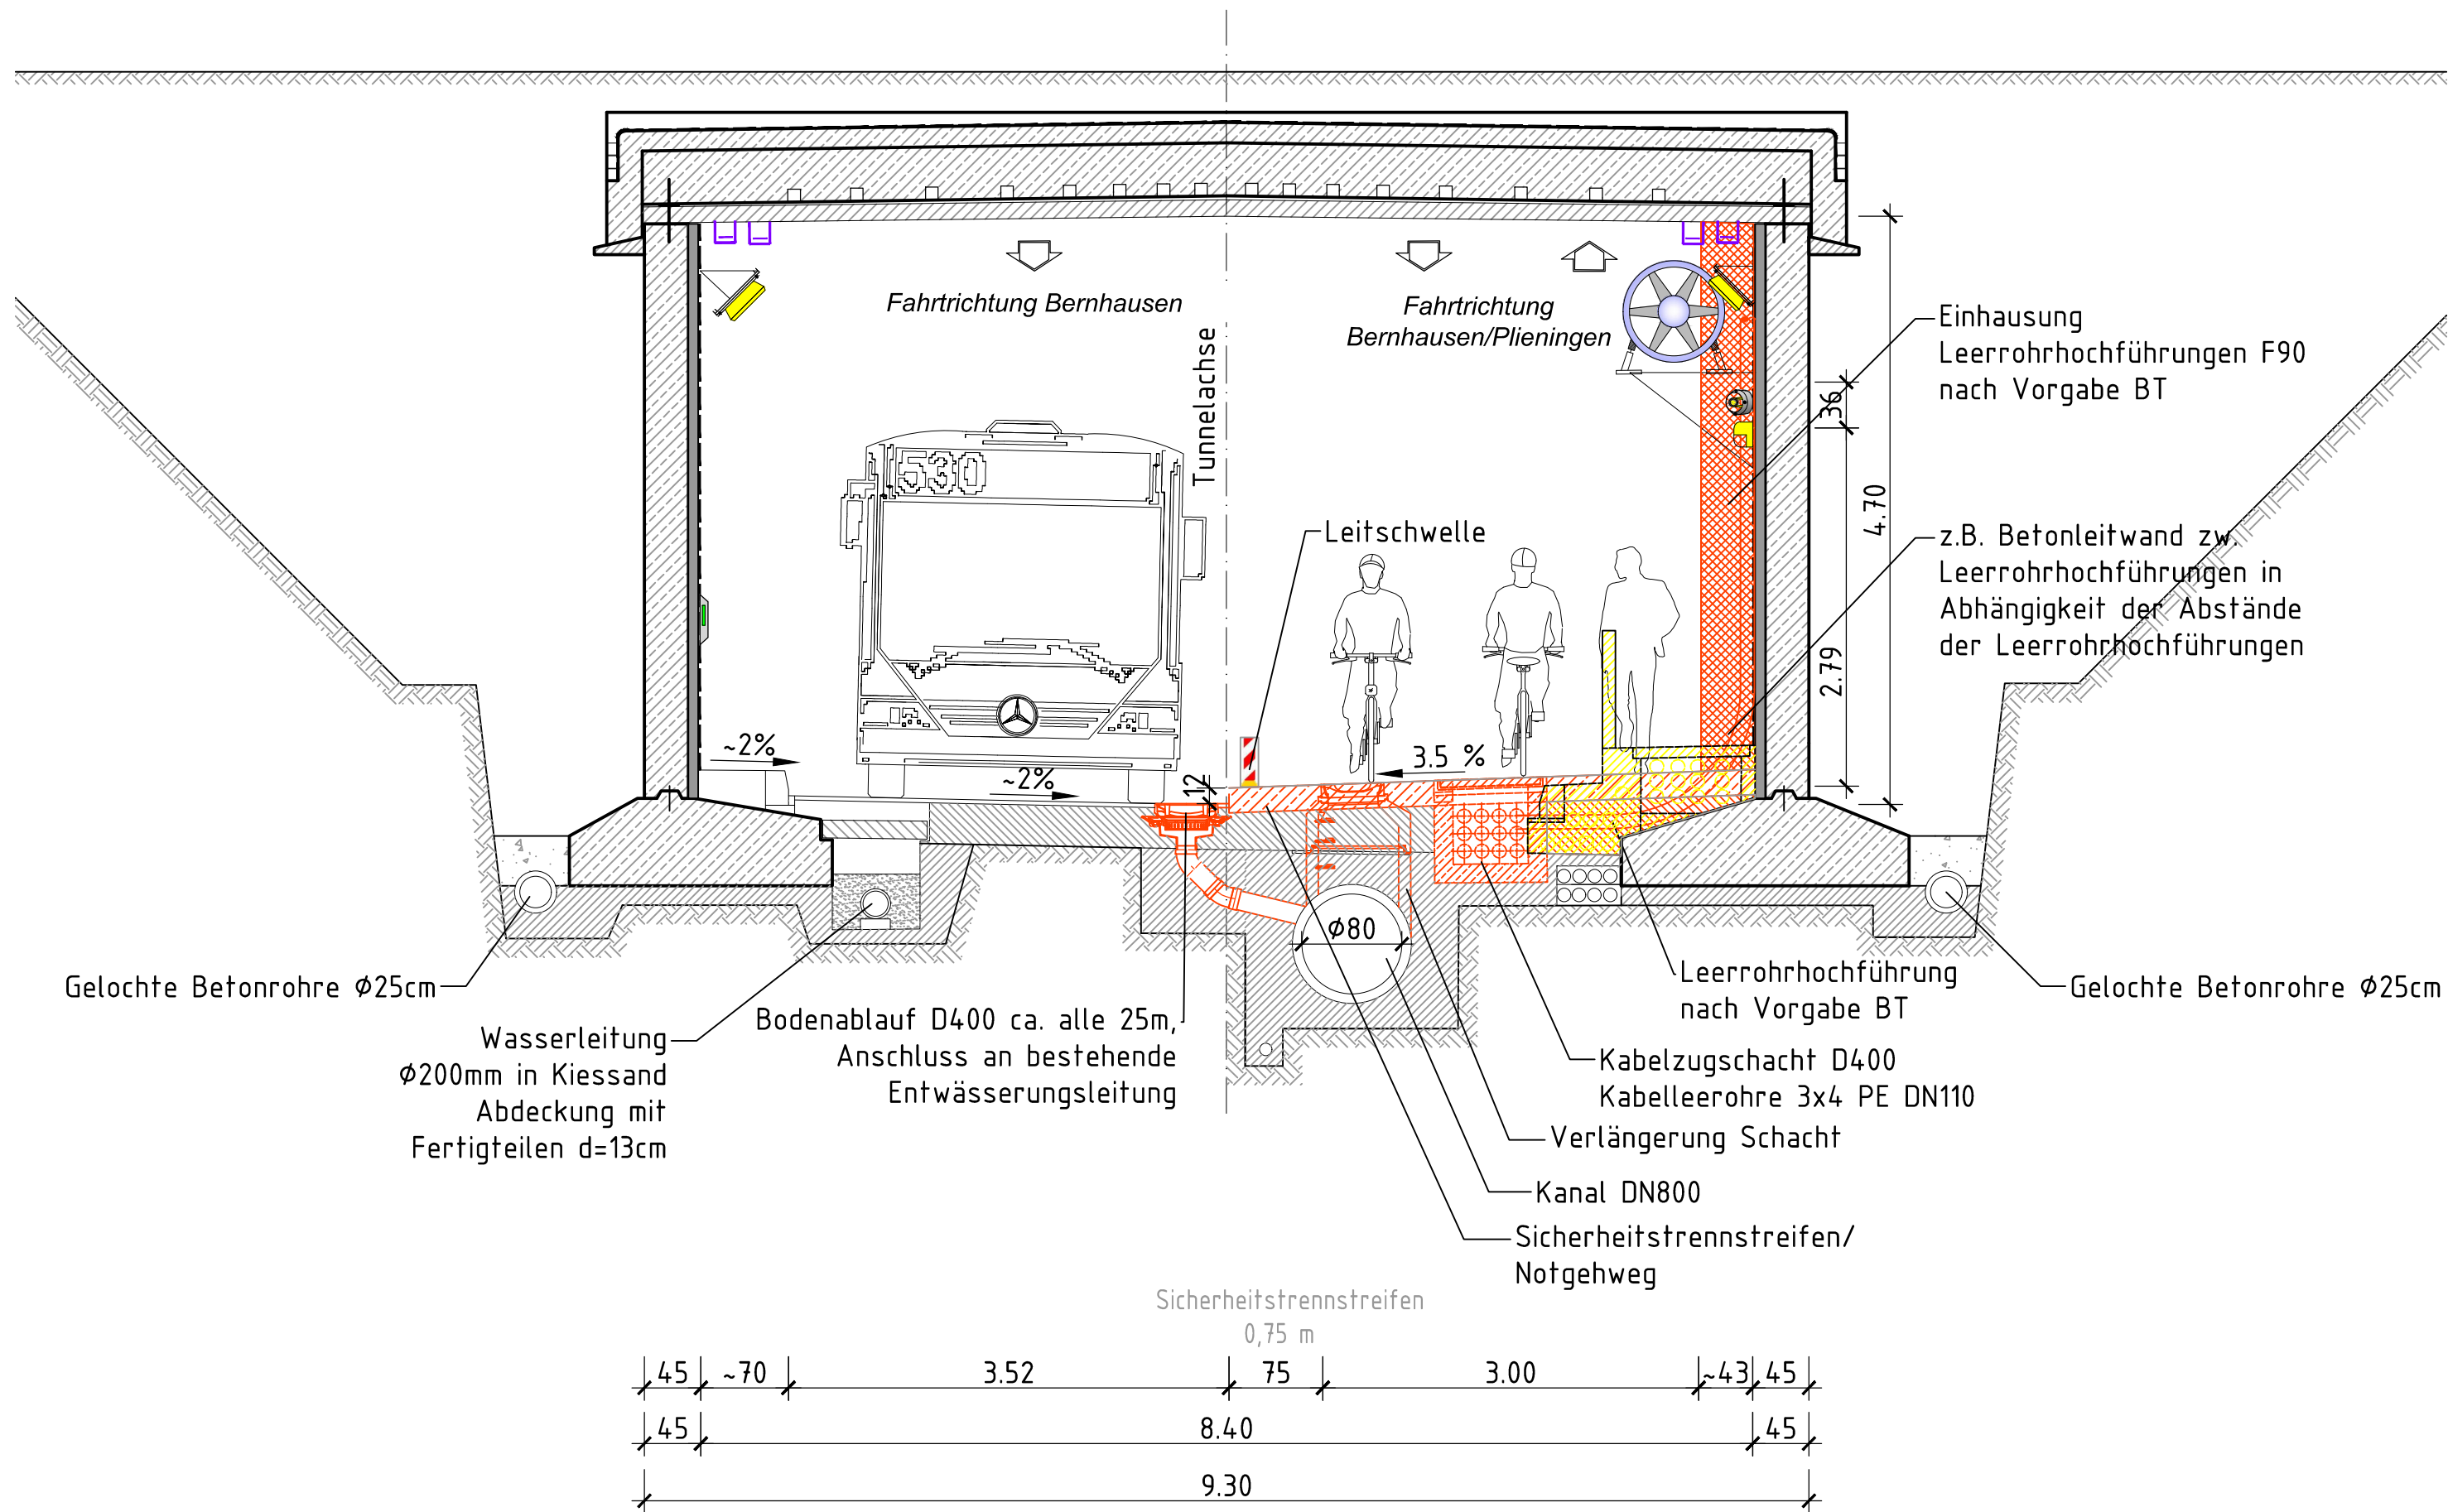 Fahrtrichtung Bernhausen
Fahrtrichtung
Bernhausen/Plieningen
Tunnelachse
530
Einhausung
Leerrohrhochführungen F90
nach Vorgabe BT
36
4.70
2.79
Leitschwelle
z.B. Betonleitwand zw.
Leerrohrhochführungen in
Abhängigkeit der Abstände
der Leerrohrhochführungen
~2%
~2%
12
3.5 %
Ø80
Gelochte Betonrohre Ø25cm
Wasserleitung
Ø200mm in Kiessand
Abdeckung mit
Fertigteilen d=13cm
Bodenablauf D400 ca. alle 25m,
Anschluss an bestehende
Entwässerungsleitung
Leerrohrhochführung
nach Vorgabe BT
Gelochte Betonrohre Ø25cm
Kabelzugschacht D400
Kabelleerohre 3x4 PE DN110
Verlängerung Schacht
Kanal DN800
Sicherheitstrennstreifen/
Notgehweg
Sicherheitstrennstreifen
0,75 m
45 ~70 3.52 75 3.00 ~43 45
45 8.40 45
9.30